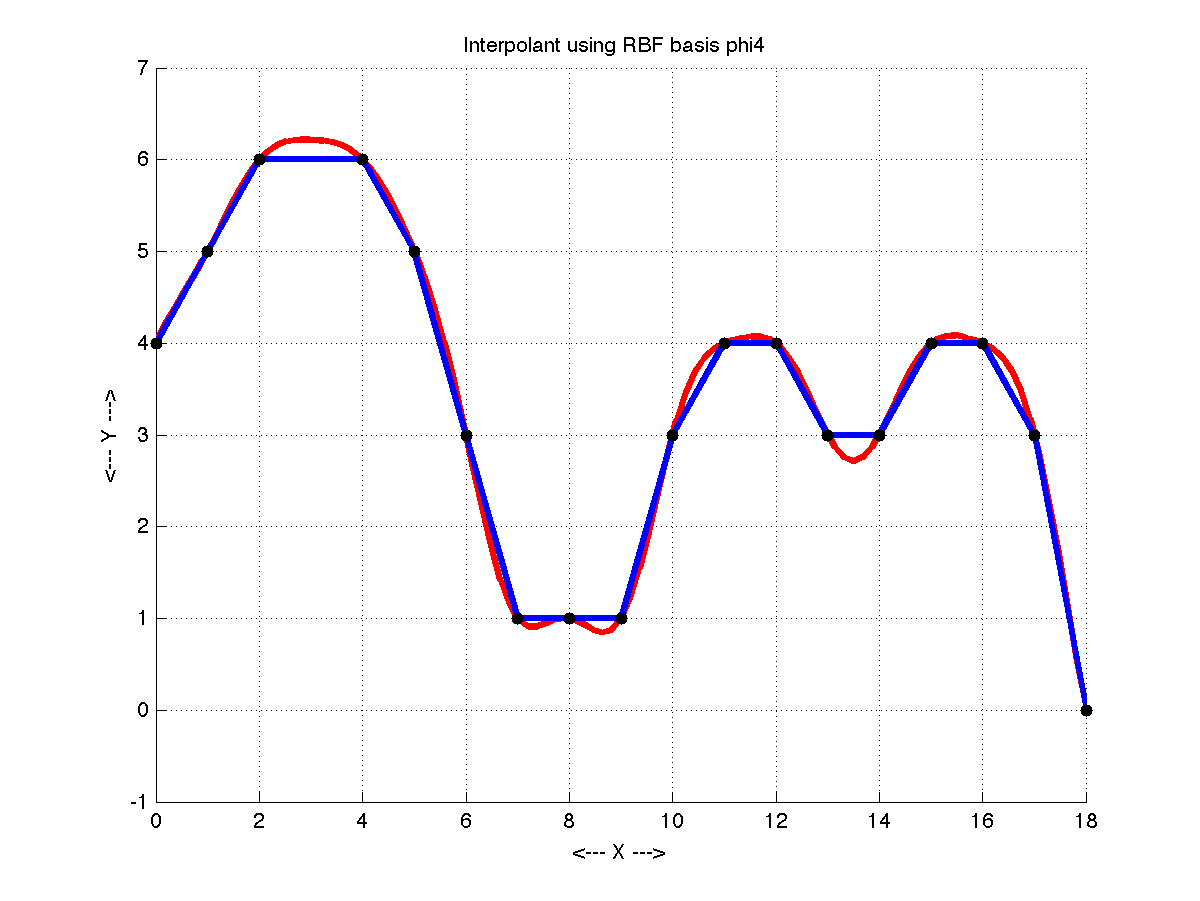 Interpolant using RBF basis phi4
7
6
5
4
3
2
1
0
-1
<--- Y --->
0 2 4 6 8 10 12 14 16 18
<--- X --->